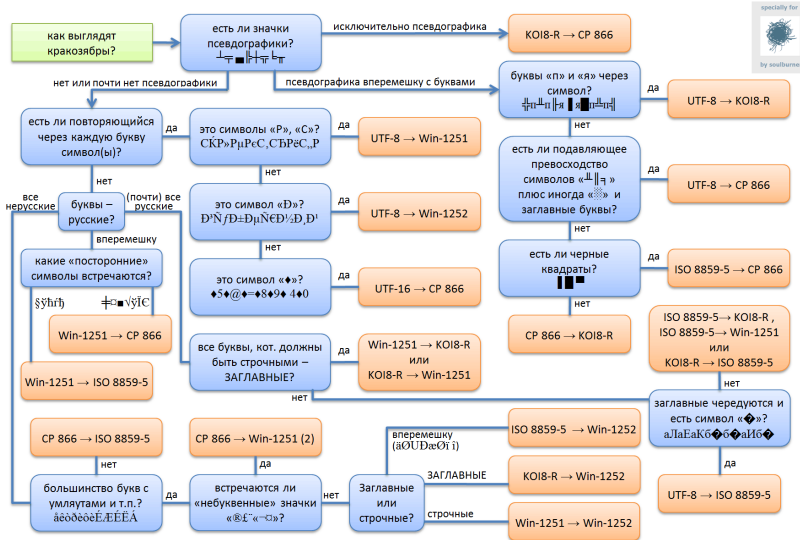 specially for
by soulburner
как выглядят
кракозябры?
есть ли значки
псевдографики?
исключительно псевдографика
KOI8-R → CP 866
нет или почти нет псевдографики
псевдографика вперемешку с буквами
буквы «п» и «я» через
символ?
да
UTF-8 → KOI8-R
нет
есть ли повторяющийся
через каждую букву
символ(ы)?
да
это символы «Р», «С»?
да
UTF-8 → Win-1251
нет
есть ли подавляющее
превосходство
символов «╨ ╟ ╕»
плюс иногда «░» и
заглавные буквы?
да
UTF-8 → CP 866
нет
нет
это символ «Ð»?
да
UTF-8 → Win-1252
нет
все
нерусские
буквы –
русские?
(почти) все
русские
вперемешку
какие «посторонние»
символы встречаются?
это символ «♦»?
♦5♦@♦=♦8♦9♦ 4♦0
да
UTF-16 → CP 866
есть ли черные
квадраты?
да
ISO 8859-5 → CP 866
нет
§ўћѓђ
Win-1251 → CP 866
Win-1251 → ISO 8859-5
CP 866 → KOI8-R
все буквы, кот. должны
быть строчными –
ЗАГЛАВНЫЕ?
да
Win-1251 → KOI8-R
или
KOI8-R → Win-1251
нет
ISO 8859-5→ KOI8-R ,
ISO 8859-5→ Win-1251
или
KOI8-R → ISO 8859-5
нет
заглавные чередуются и
есть символ «�»?
аЛаЕаКб�б�аИб�
да
UTF-8 → ISO 8859-5
CP 866 → ISO 8859-5
нет
большинство букв с
умляутами и т.п.?
да
CP 866 → Win-1251 (2)
да
встречаются ли
«небуквенные» значки
«®£¨«¬¤»?
нет
Заглавные
или
строчные?
вперемешку
(äØUÐæØï ì)
ISO 8859-5 → Win-1252
ЗАГЛАВНЫЕ
KOI8-R → Win-1252
строчные
Win-1251 → Win-1252